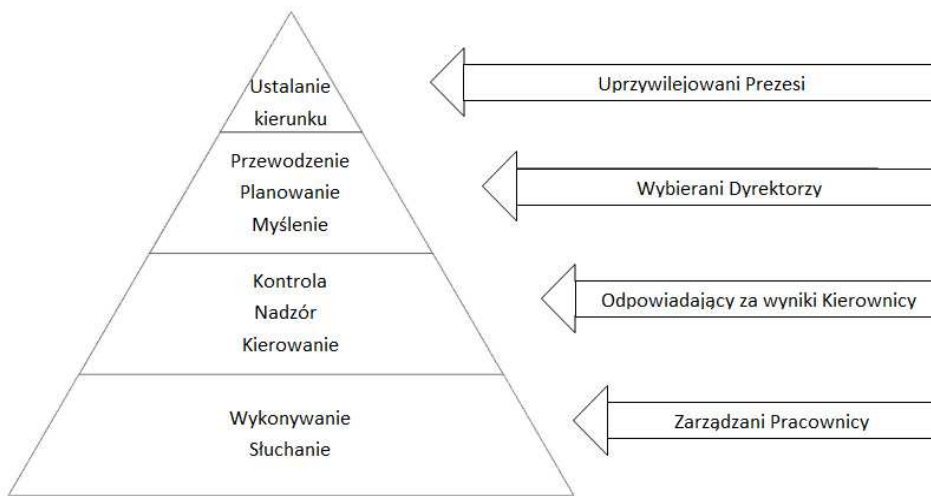 Ustalanie
kierunku
Uprzywilejowani Prezesi
Przewodzenie
Planowanie
Myślenie
Wybierani Dyrektorzy
Kontrola
Nadzór
Kierowanie
Odpowiadający za wyniki Kierownicy
Wykonywanie
Słuchanie
Zarządzani Pracownicy